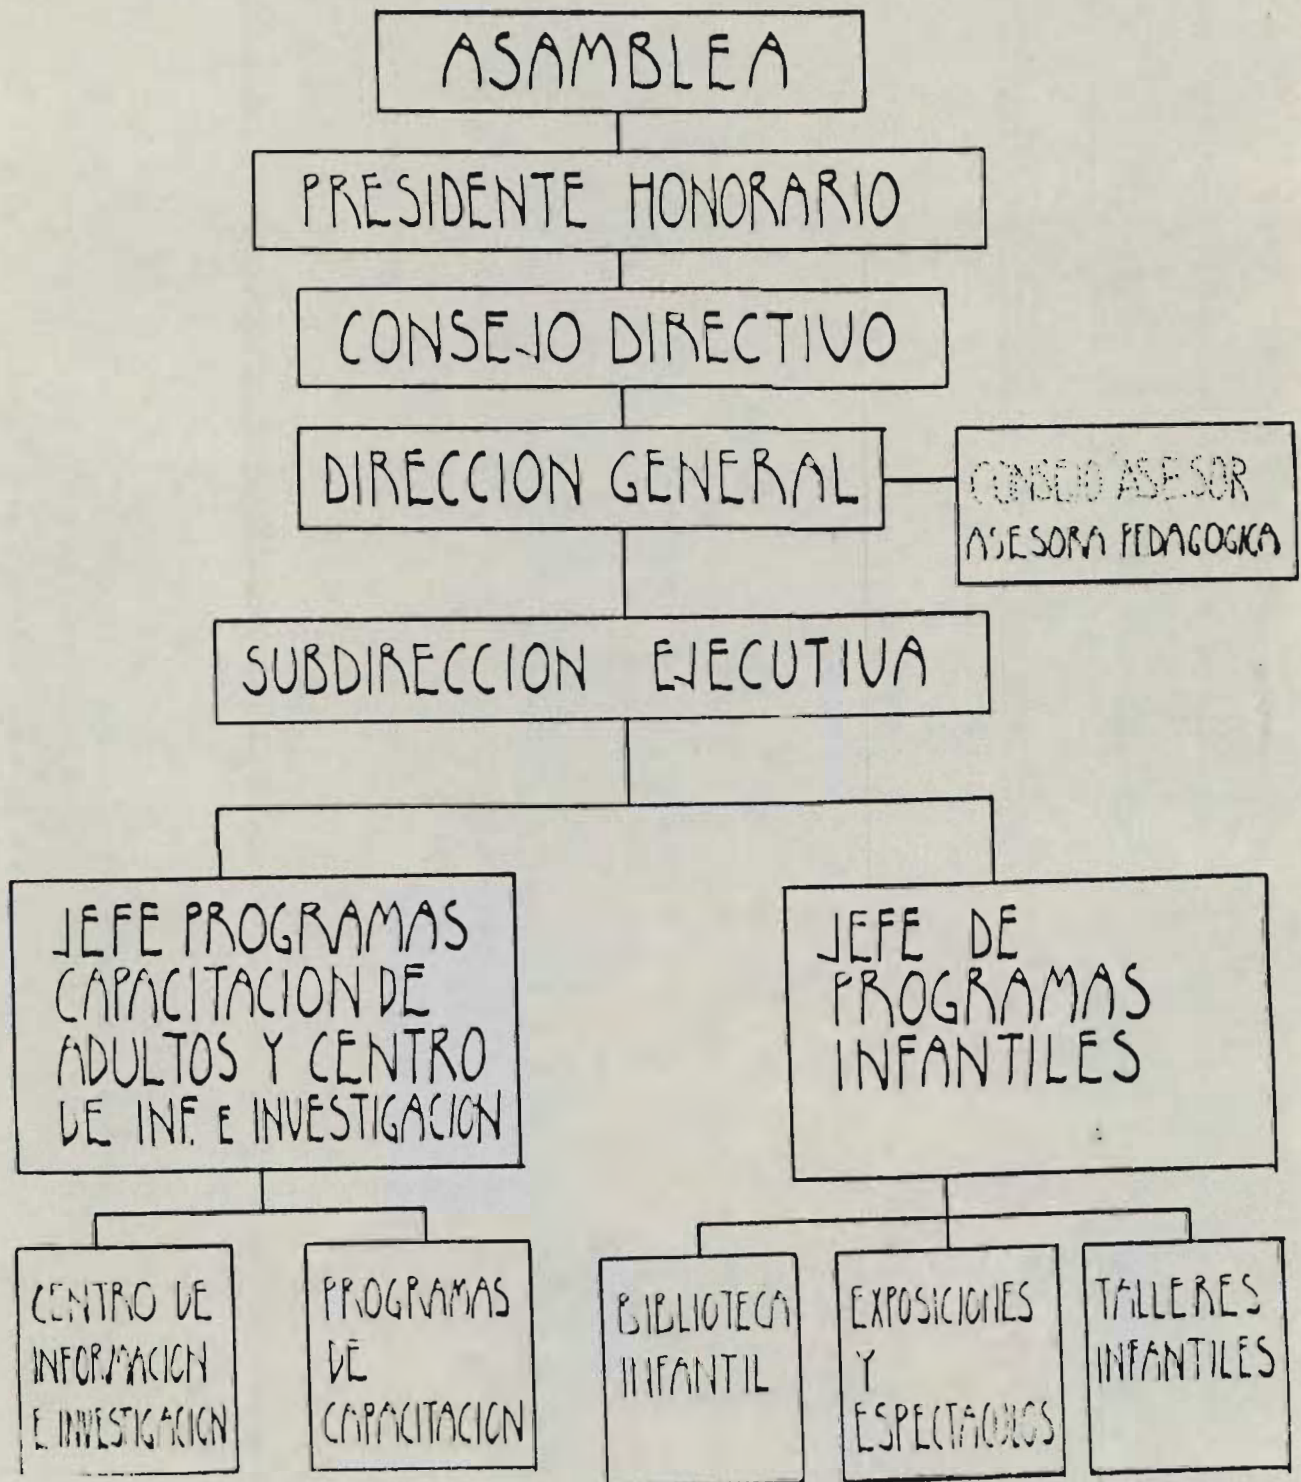 ASAMBLEA
PRESIDENTE HONORARIO
CONSEJO DIRECTIVO
DIRECCION GENERAL
CONSEJO ASESOR
ASESORA PEDAGOGICA
SUBDIRECCION EJECUTIVA
JEFE PROGRAMAS
CAPACITACION DE
ADULTOS Y CENTRO
DE INF. E INVESTIGACION
JEFE DE
PROGRAMAS
INFANTILES
CENTRO DE
INFORMACION
E INVESTIGACION
PROGRAMAS
DE
CAPACITACION
BIBLIOTECA
INFANTIL
EXPOSICIONES
Y
ESPECTACULOS
TALLERES
INFANTILES